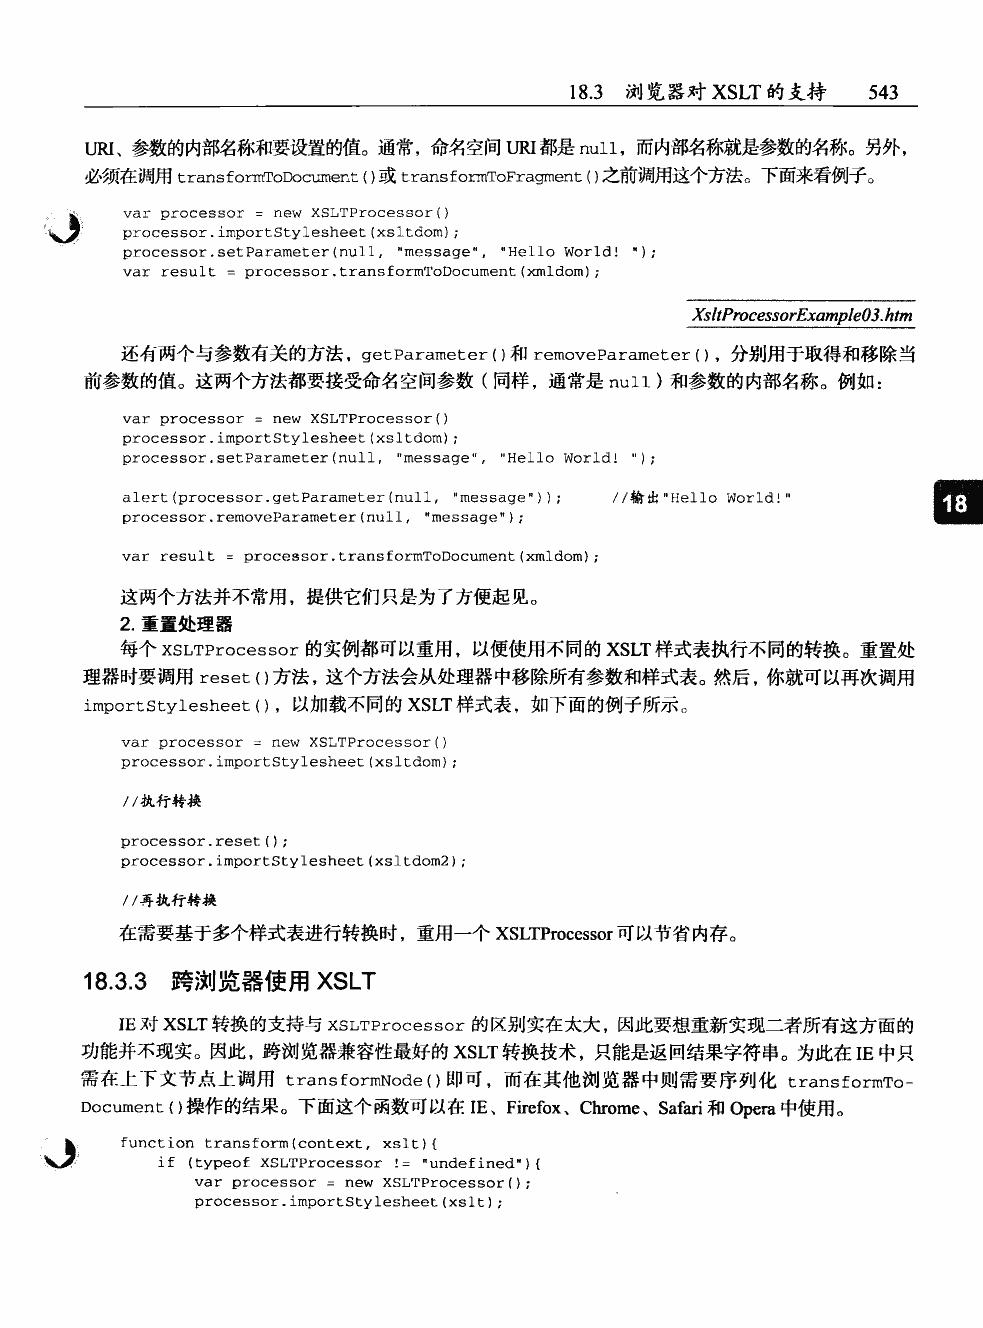 18.3 浏览器对 XSLT 的支持 543
URI、参数的内部名称和要设置的值。通常，命名空间 URI 都是 null，而内部名称就是参数的名称。另外，
必须在调用 transformToDocument()或 transformToFragment()之前调用这个方法。下面来看例子。
var processor = new XSLTProcessor()
processor.importStylesheet(xsltdom);
processor.setParameter(null, "message", "Hello World! ");
var result = processor.transformToDocument(xmldom);
XsltProcessorExample03.htm
还有两个与参数有关的方法，getParameter()和 removeParameter()，分别用于取得和移除当
前参数的值。这两个方法都要接受命名空间参数（同样，通常是 null）和参数的内部名称。例如：
var processor = new XSLTProcessor()
processor.importStylesheet(xsltdom);
processor.setParameter(null, "message", "Hello World! ");
alert(processor.getParameter(null, "message")); //输出"Hello World!"
processor.removeParameter(null, "message");
18
var result = processor.transformToDocument(xmldom);
这两个方法并不常用，提供它们只是为了方便起见。
2. 重置处理器
每个 XSLTProcessor 的实例都可以重用，以便使用不同的 XSLT 样式表执行不同的转换。重置处
理器时要调用 reset()方法，这个方法会从处理器中移除所有参数和样式表。然后，你就可以再次调用
importStylesheet()，以加载不同的 XSLT 样式表，如下面的例子所示。
var processor = new XSLTProcessor()
processor.importStylesheet(xsltdom);
//执行转换
processor.reset();
processor.importStylesheet(xsltdom2);
//再执行转换
在需要基于多个样式表进行转换时，重用一个 XSLTProcessor 可以节省内存。
18.3.3 跨浏览器使用 XSLT
IE 对 XSLT 转换的支持与 XSLTProcessor 的区别实在太大，因此要想重新实现二者所有这方面的
功能并不现实。因此，跨浏览器兼容性最好的 XSLT 转换技术，只能是返回结果字符串。为此在 IE 中只
需在上下文节点上调用 transformNode()即可，而在其他浏览器中则需要序列化 transformTo-
Document()操作的结果。下面这个函数可以在 IE、Firefox、Chrome、Safari 和 Opera 中使用。
function transform(context, xslt){
if (typeof XSLTProcessor != "undefined"){
var processor = new XSLTProcessor();
processor.importStylesheet(xslt);